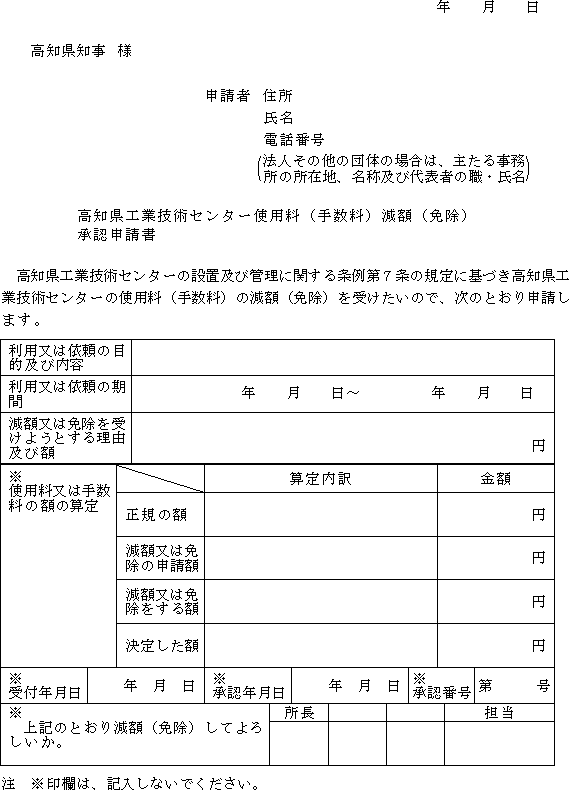 年　　月　　日
高知県知事　様
申請者　住所
氏名
電話番号
(法人その他の団体の場合は、主たる事務
所の所在地、名称及び代表者の職・氏名)
高知県工業技術センター使用料（手数料）減額（免除）
承認申請書
高知県工業技術センターの設置及び管理に関する条例第７条の規定に基づき高知県工
業技術センターの使用料（手数料）の減額（免除）を受けたいので、次のとおり申請し
ます。
利用又は依頼の目
的及び内容
利用又は依頼の期
間
年　　月　　日～　　　　年　　月　　日
減額又は免除を受
けようとする理由
及び額
円
※
使用料又は手数
料の額の算定
算定内訳
金額
正規の額
円
減額又は免
除の申請額
円
減額又は免
除をする額
円
決定した額
円
※
受付年月日
年　月　日
※
承認年月日
年　月　日
※
承認番号
第　　　号
※
上記のとおり減額（免除）してよろ
しいか。
所長
担当
注　※印欄は、記入しないでください。